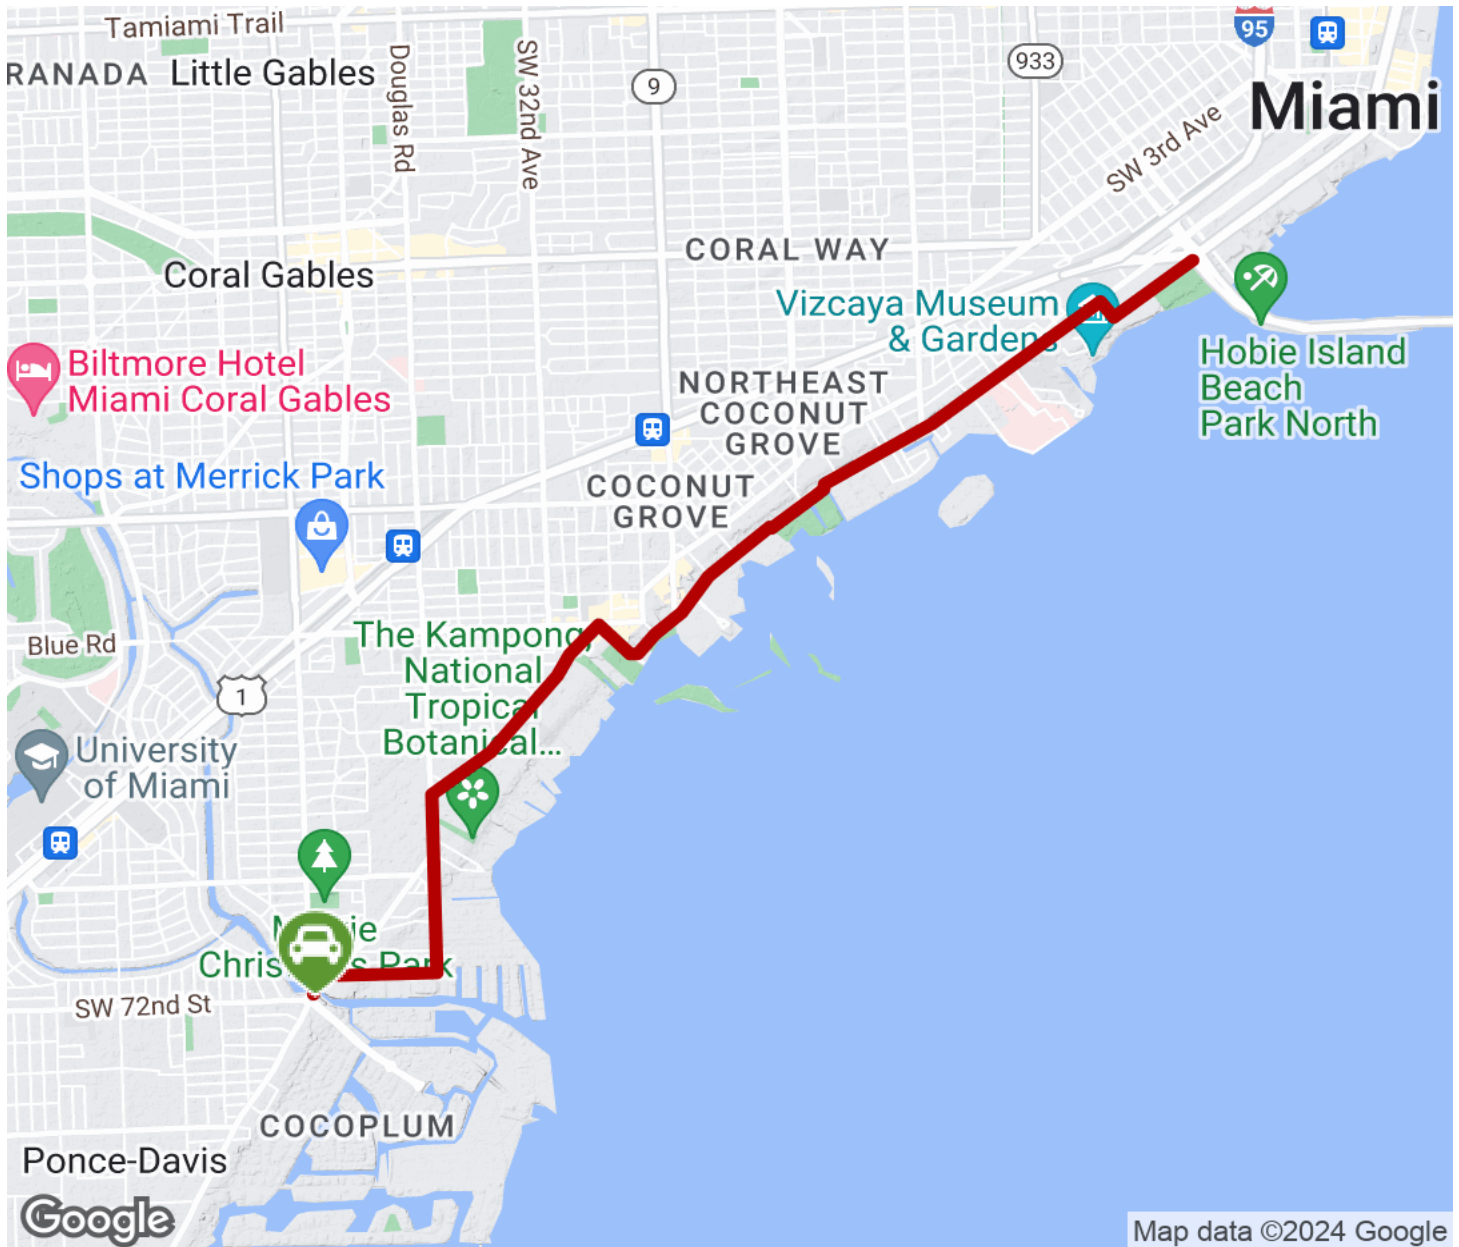 Tamiami Trail
RANADA
Little Gables
Douglas Rd
SW 32nd Ave
9
933
95
Miami
SW 3rd Ave
CORAL WAY
Coral Gables
Vizcaya Museum
& Gardens
Hobie Island
Beach
Park North
Biltmore Hotel
Miami Coral Gables
NORTHEAST
COCONUT
GROVE
Shops at Merrick Park
COCONUT
GROVE
Blue Rd
The Kampong,
National
Tropical
Botanical...
1
University
of Miami
Park
SW 72nd St
COCOPLUM
Ponce-Davis
Google
Map data ©2024 Google